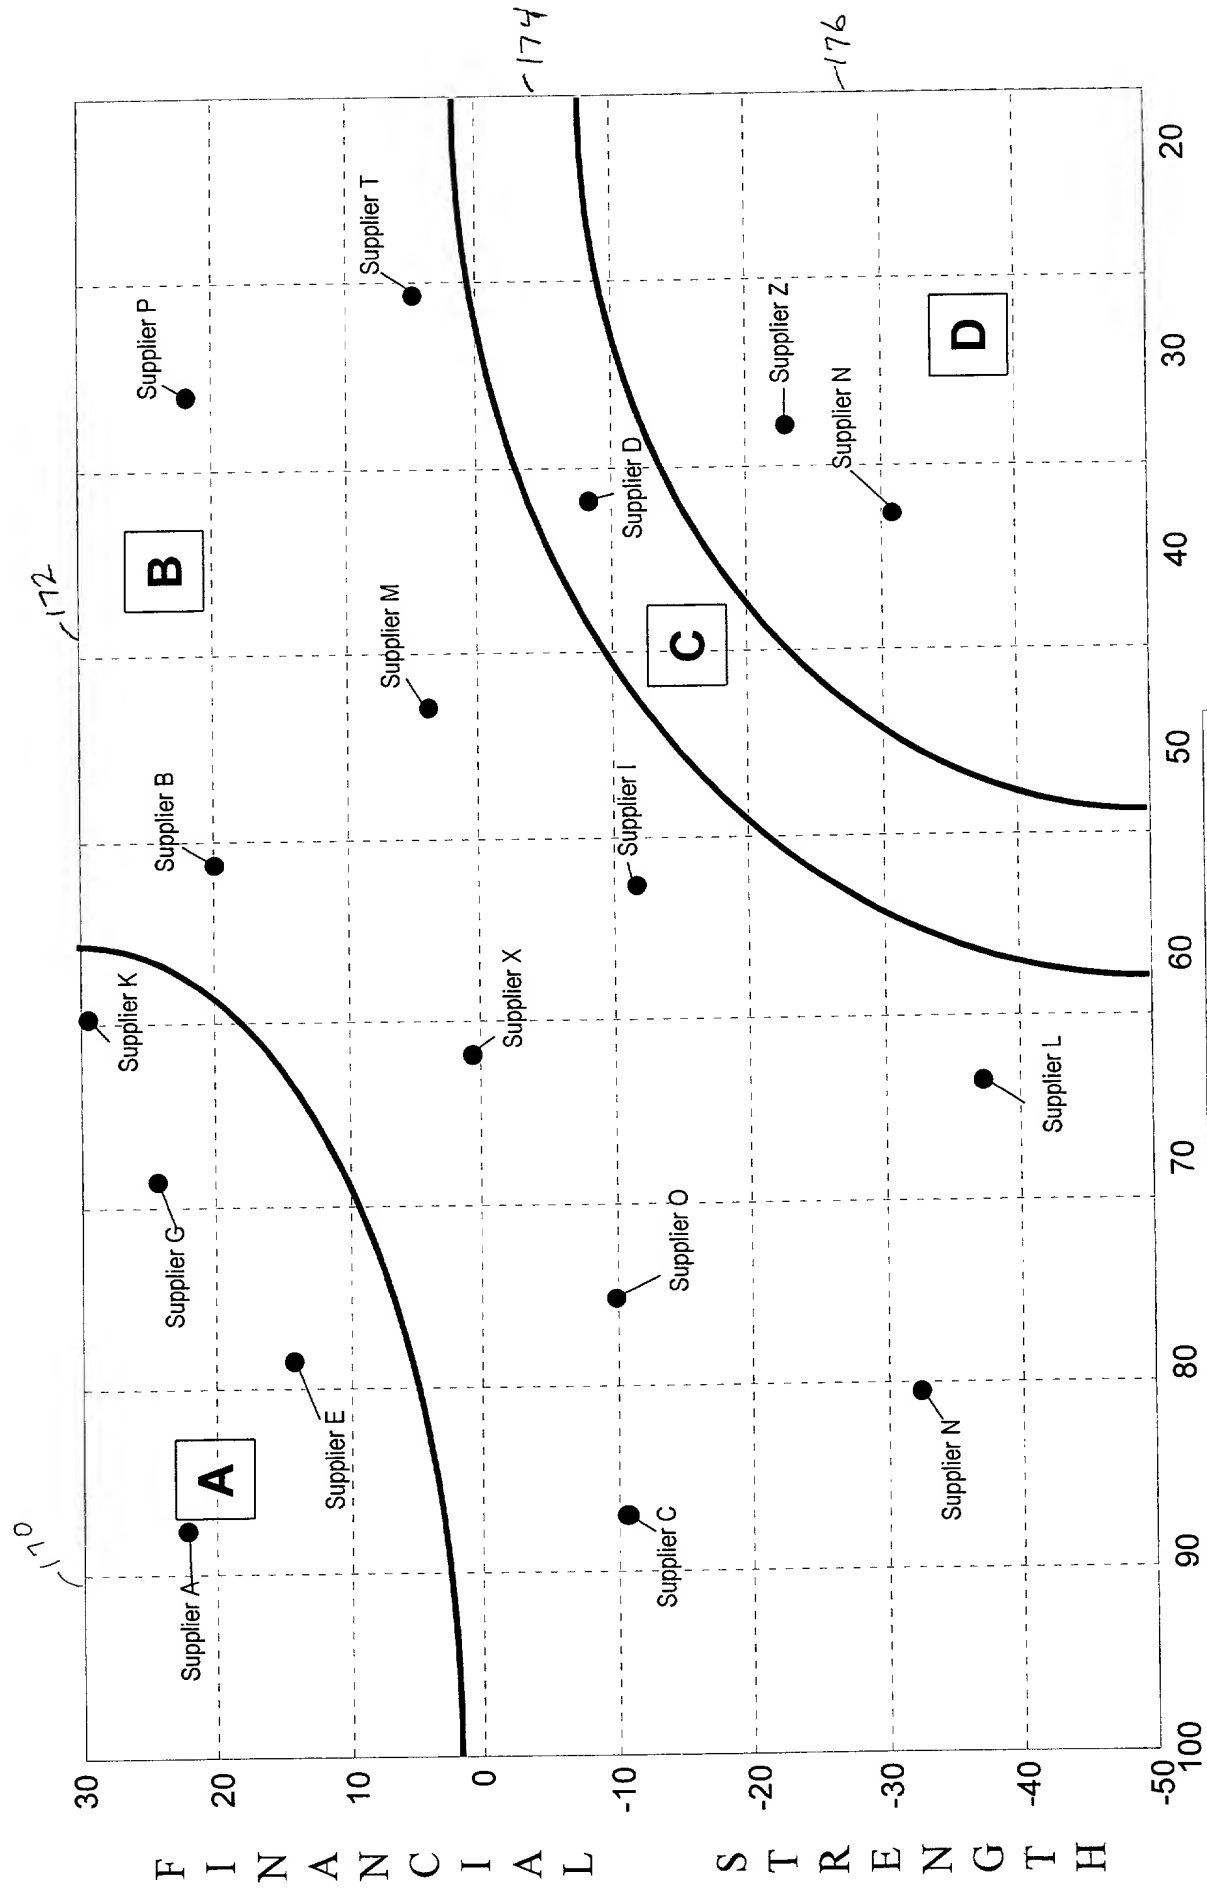 FINANCIAL STRENGTH
30
20
10
0
-10
-20
-30
-40
-50
100
90
80
70
60
50
40
30
20
170
172
174
176
A
B
C
D
Supplier A
Supplier E
Supplier G
Supplier K
Supplier B
Supplier P
Supplier T
Supplier M
Supplier X
Supplier I
Supplier D
Supplier Z
Supplier N
Supplier C
Supplier O
Supplier N
Supplier L